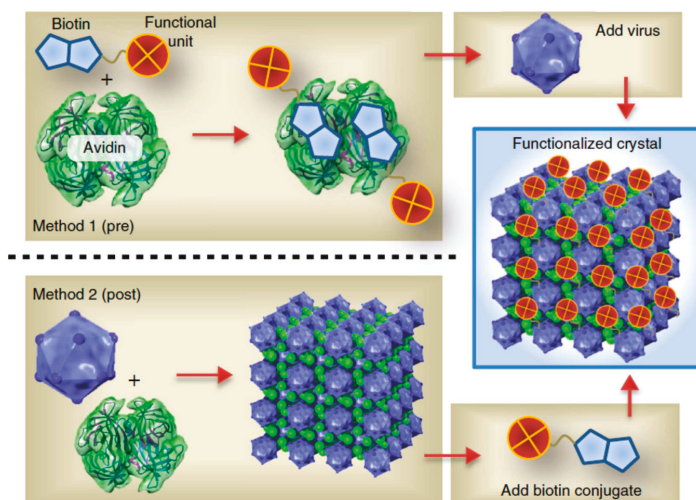 Biotin
Functional
unit
+
Avidin
Method 1 (pre)
Add virus
Functionalized crystal
Method 2 (post)
+
Add biotin conjugate